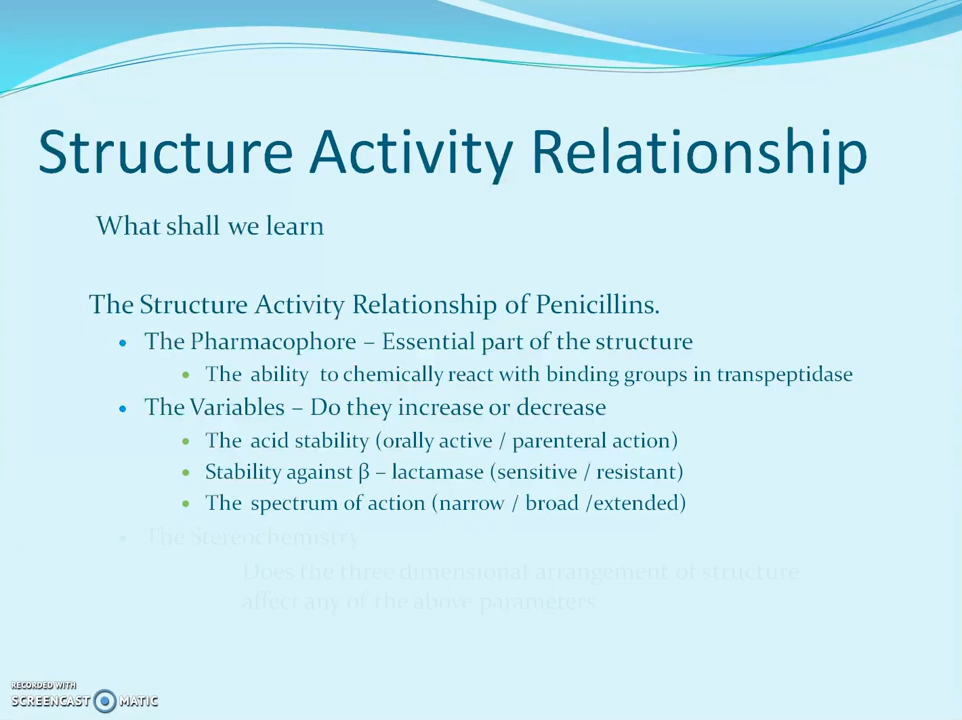 Structure Activity Relationship
What shall we learn
The Structure Activity Relationship of Penicillins.
• The Pharmacophore – Essential part of the structure
• The ability to chemically react with binding groups in transpeptidase
• The Variables – Do they increase or decrease
• The acid stability (orally active / parenteral action)
• Stability against β – lactamase (sensitive / resistant)
• The spectrum of action (narrow / broad /extended)
• The Stereochemistry
Does the three dimensional arrangement of structure
affect any of the above parameters
RECORDED WITH
SCREENCAST MATIC